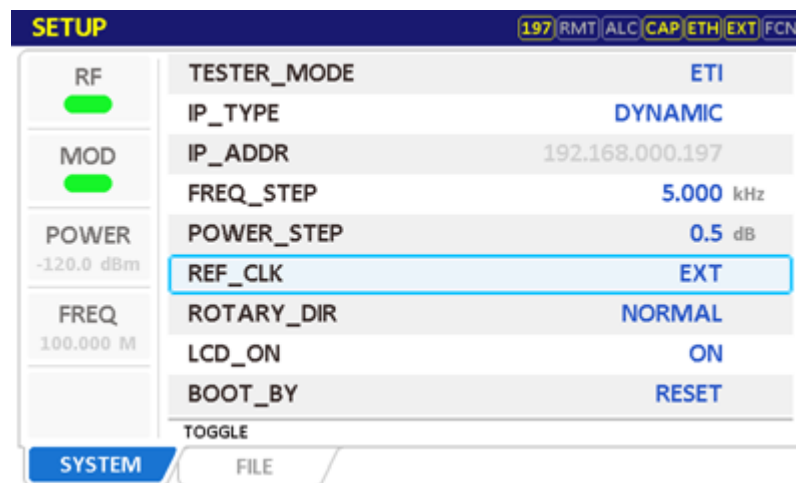 SETUP 197 RMT ALC CAP ETH EXT FCN
RF
MOD
POWER
-120.0 dBm
FREQ
100.000 M
TESTER_MODE ETI
IP_TYPE DYNAMIC
IP_ADDR 192.168.000.197
FREQ_STEP 5.000 kHz
POWER_STEP 0.5 dB
REF_CLK EXT
ROTARY_DIR NORMAL
LCD_ON ON
BOOT_BY RESET
TOGGLE
SYSTEM FILE